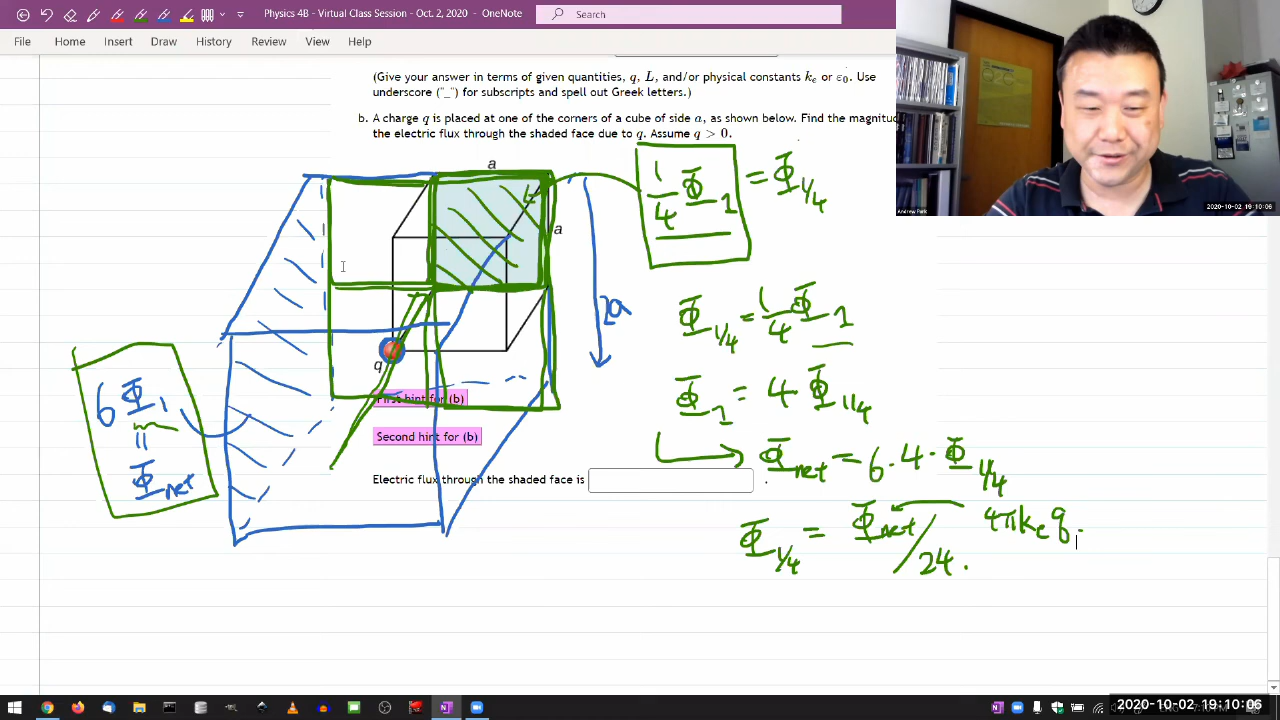 Physics 4B - Virtual Class Session - Oct. 2, 2020 - OneNote
Search
File Home Insert Draw History Review View Help
(Give your answer in terms of given quantities, q, L, and/or physical constants k_e or ε_0. Use
underscore ("_") for subscripts and spell out Greek letters.)
b. A charge q is placed at one of the corners of a cube of side a, as shown below. Find the magnitud
the electric flux through the shaded face due to q. Assume q > 0.
a
a
1/4 Φ_1 = Φ_1/4
2a
Φ_1/4 = 1/4 Φ_1
q
6 Φ_1
=
Φ_net
Φ_1 = 4 · Φ_1/4
First hint for (b)
Second hint for (b)
Φ_net = 6 · 4 · Φ_1/4
Electric flux through the shaded face is .
Φ_1/4 = Φ_net / 24 . 4πk_e q
Andrew Park
2020-10-02 19:10:06
2020-10-02 19:10:06